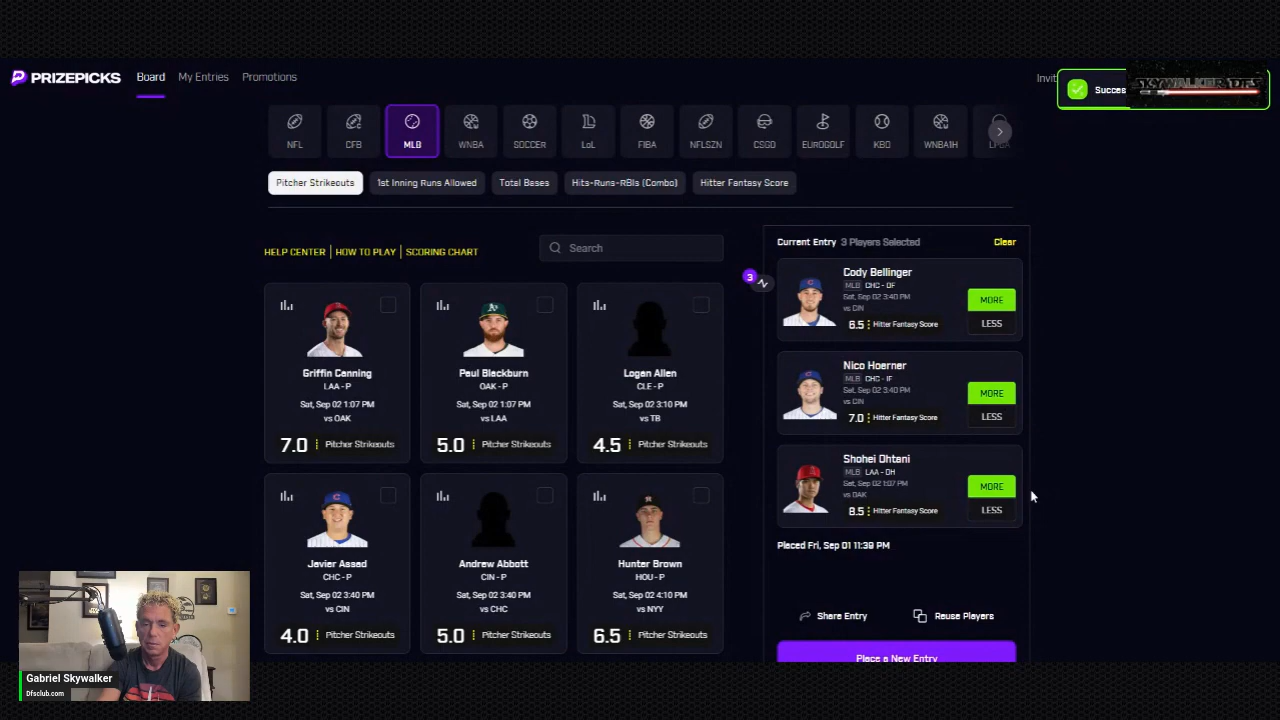 PRIZEPICKS
Board
My Entries
Promotions
Invit
Succes
SKYWALKER DFS
NFL
CFB
MLB
WNBA
SOCCER
LoL
FIBA
NFLSZN
CSGO
EUROGOLF
KBO
WNBA1H
Pitcher Strikeouts
1st Inning Runs Allowed
Total Bases
Hits-Runs-RBIs (Combo)
Hitter Fantasy Score
HELP CENTER
HOW TO PLAY
SCORING CHART
Search
Griffin Canning
LAA - P
Sat, Sep 02 1:07 PM
vs OAK
7.0
Pitcher Strikeouts
Paul Blackburn
OAK - P
Sat, Sep 02 1:07 PM
vs LAA
5.0
Pitcher Strikeouts
Logan Allen
CLE - P
Sat, Sep 02 3:10 PM
vs TB
4.5
Pitcher Strikeouts
Javier Assad
CHC - P
Sat, Sep 02 3:40 PM
vs CIN
4.0
Pitcher Strikeouts
Andrew Abbott
CIN - P
Sat, Sep 02 3:40 PM
vs CHC
5.0
Pitcher Strikeouts
Hunter Brown
HOU - P
Sat, Sep 02 4:10 PM
vs NYY
6.5
Pitcher Strikeouts
Current Entry 3 Players Selected
Clear
3
Cody Bellinger
MLB CHC - OF
Sat, Sep 02 3:40 PM
vs CIN
6.5 Hitter Fantasy Score
MORE
LESS
Nico Hoerner
MLB CHC - IF
Sat, Sep 02 3:40 PM
vs CIN
7.0 Hitter Fantasy Score
MORE
LESS
Shohei Ohtani
MLB LAA - DH
Sat, Sep 02 1:07 PM
vs OAK
8.5 Hitter Fantasy Score
MORE
LESS
Placed Fri, Sep 01 11:39 PM
Share Entry
Reuse Players
Place a New Entry
Gabriel Skywalker
Dfsclub.com